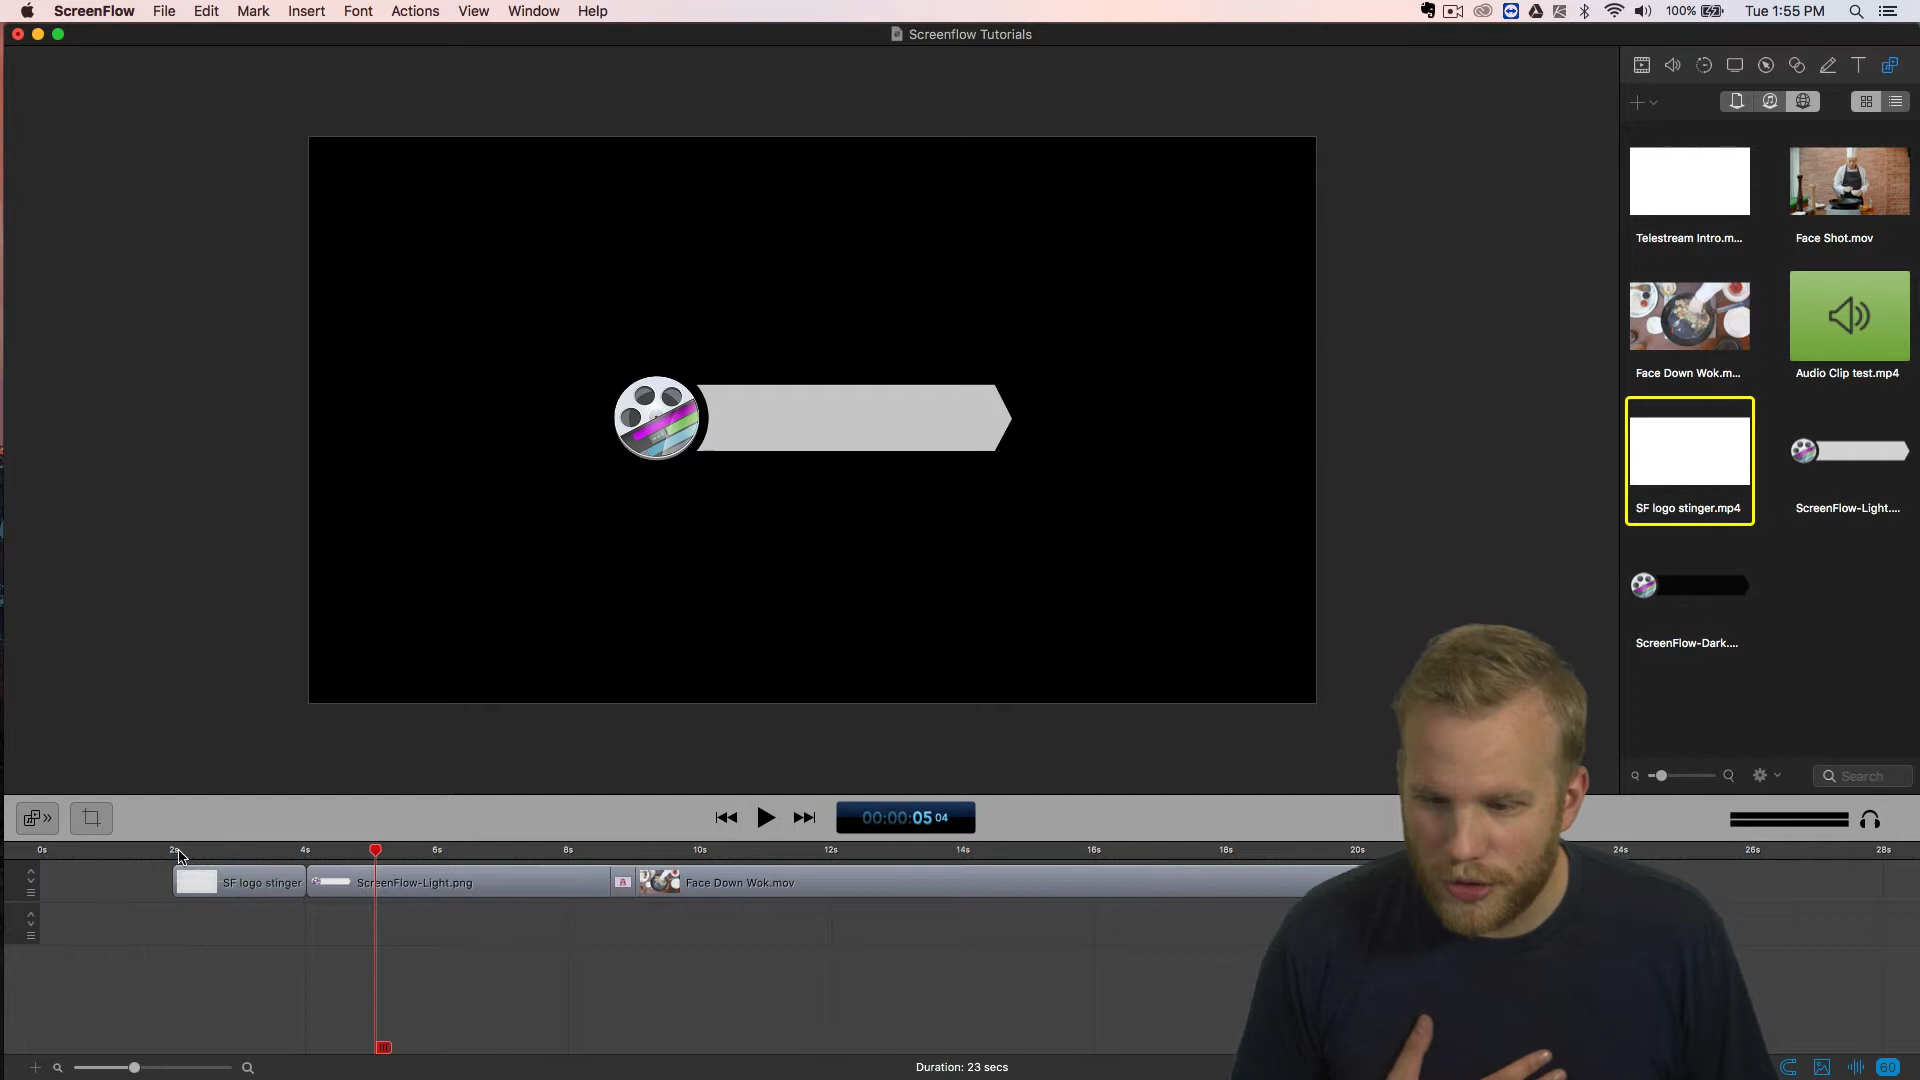 ScreenFlow File Edit Mark Insert Font Actions View Window Help 100% Tue 1:55 PM
Screenflow Tutorials
Telestream Intro.m... Face Shot.mov
Face Down Wok.m... Audio Clip test.mp4
SF logo stinger.mp4 ScreenFlow-Light....
ScreenFlow-Dark....
Search
00:00:05 04
0s 2s 4s 6s 8s 10s 12s 14s 16s 18s 20s 24s 26s 28s
SF logo stinger ScreenFlow-Light.png Face Down Wok.mov
Duration: 23 secs 60